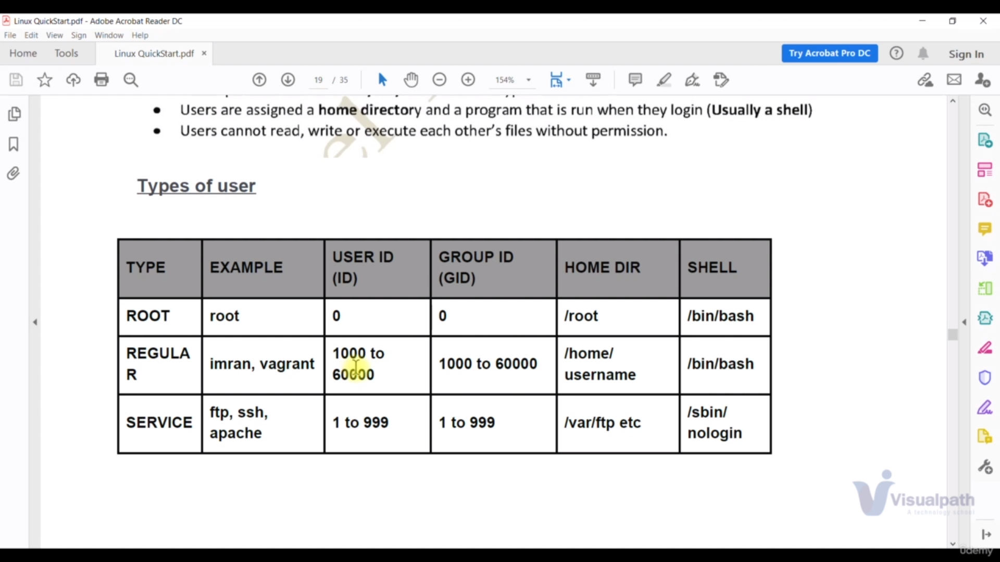 Linux QuickStart.pdf - Adobe Acrobat Reader DC
File Edit View Sign Window Help
Home Tools Linux QuickStart.pdf × Try Acrobat Pro DC Sign In
19 / 35 154%
• Users are assigned a home directory and a program that is run when they login (Usually a shell)
• Users cannot read, write or execute each other's files without permission.
Types of user
TYPE EXAMPLE USER ID GROUP ID HOME DIR SHELL
(ID) (GID)
ROOT root 0 0 /root /bin/bash
REGULA imran, vagrant 1000 to 1000 to 60000 /home/ /bin/bash
R 60000 username
SERVICE ftp, ssh, 1 to 999 1 to 999 /var/ftp etc /sbin/
apache nologin
Visualpath
A technology school
ûdemy